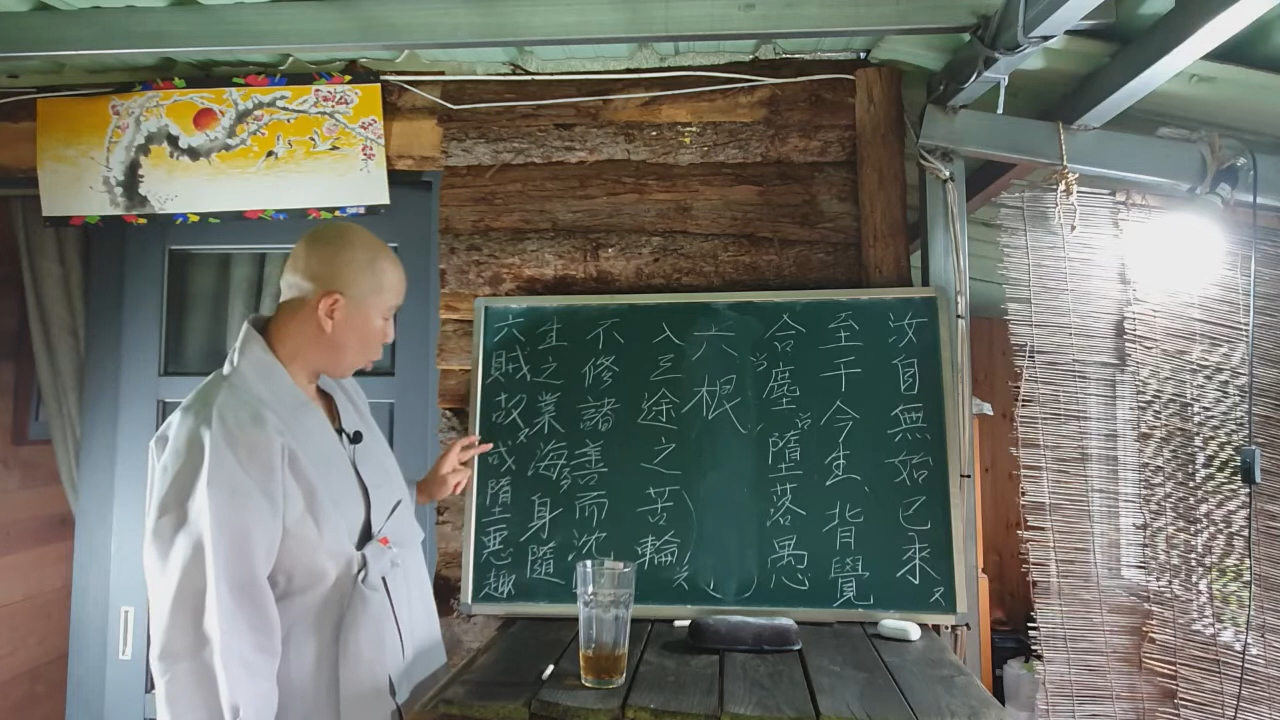 汝自無始已來又
至于今生、背覺
合塵墮落愚
六根
入三途之苦輪
不修諸善而沈
生之業海身隨
六賊故或墮惡趣